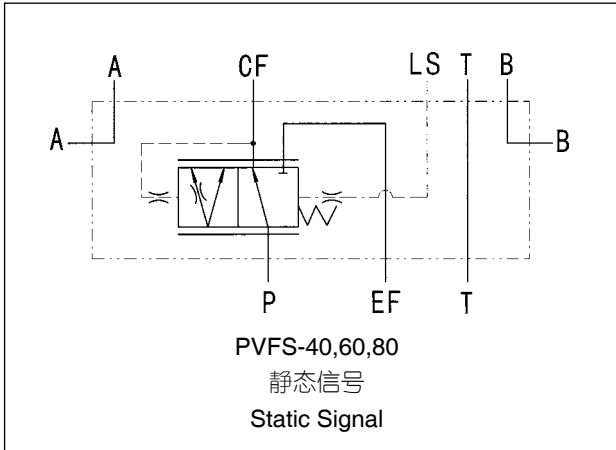 A CF LS T B
A B
P EF T
PVFS-40,60,80
静态信号
Static Signal